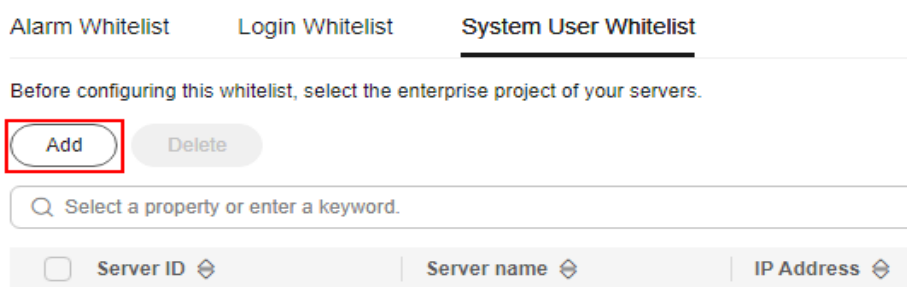 Alarm Whitelist Login Whitelist System User Whitelist
Before configuring this whitelist, select the enterprise project of your servers.
Add Delete
Select a property or enter a keyword.
Server ID Server name IP Address